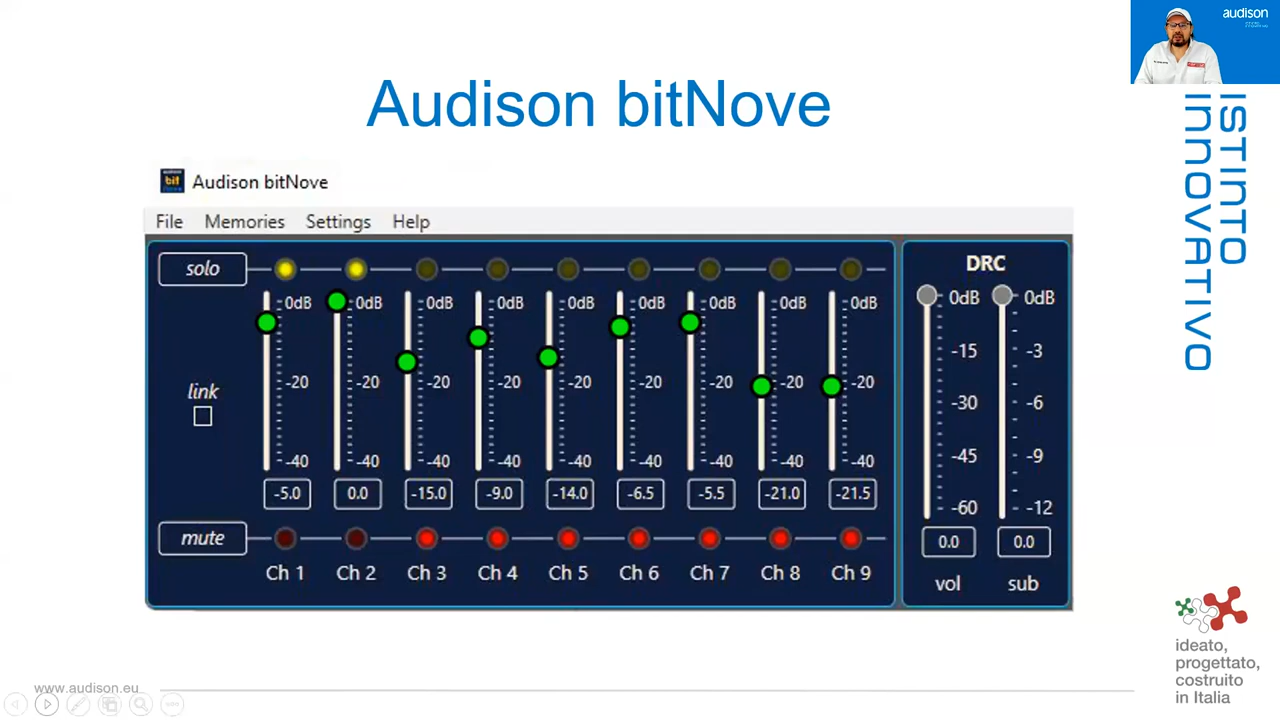 audison
Audison bitNove
ISTINTO
INNOVATIVO
bit
Audison bitNove
File Memories Settings Help
solo
DRC
0dB 0dB 0dB 0dB 0dB 0dB 0dB 0dB 0dB
0dB 0dB
-15 -3
-20 -20 -20 -20 -20 -20 -20 -20 -20
link
-30 -6
-45 -9
-40 -40 -40 -40 -40 -40 -40 -40 -40
-5.0 0.0 -15.0 -9.0 -14.0 -6.5 -5.5 -21.0 -21.5
-60 -12
mute
0.0 0.0
Ch 1 Ch 2 Ch 3 Ch 4 Ch 5 Ch 6 Ch 7 Ch 8 Ch 9
vol sub
ideato,
progettato,
costruito
in Italia
www.audison.eu